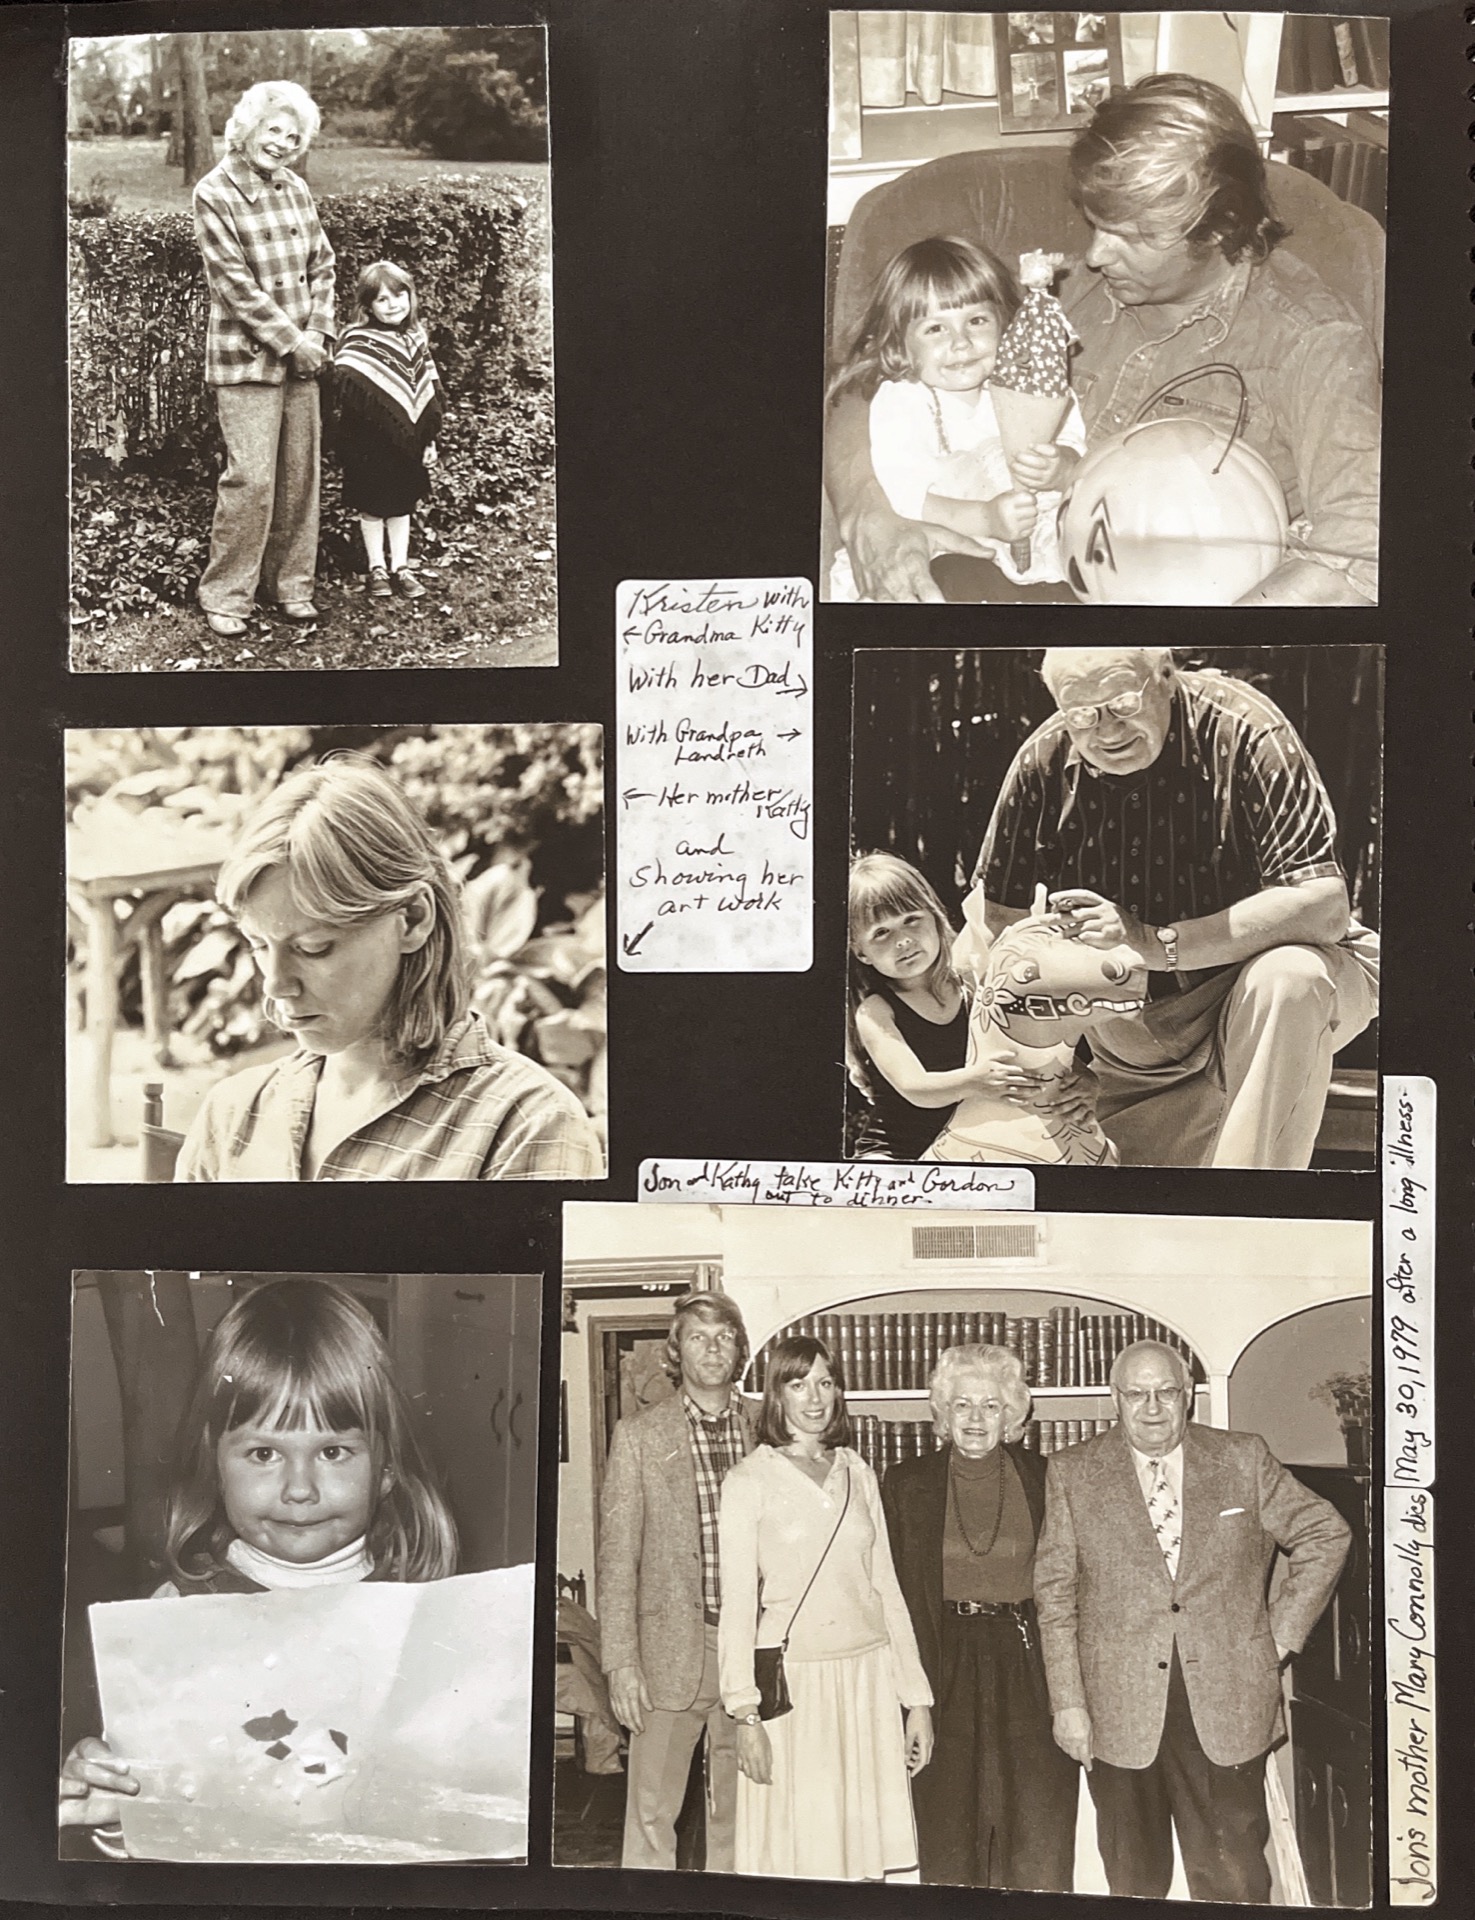 Kristen with
← Grandma Kitty
With her Dad →
With Grandpa →
Landreth
← Her mother
Kathy
and
Showing her
art work
↙
Jon and Kathy take Kitty and Gordon
out to dinner.
Jon's mother Mary Connolly dies May 30, 1979 after a long illness.